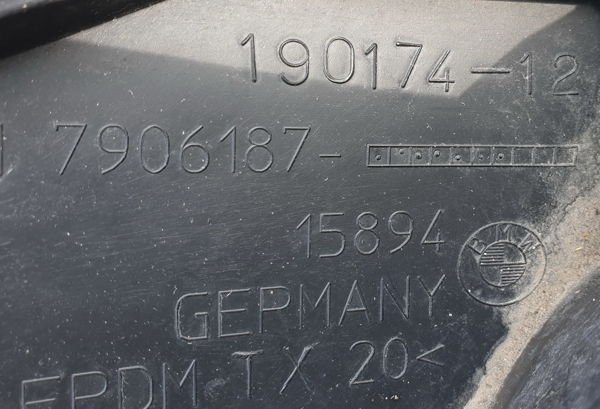 190174-12
7906187-
15894
BMW
GERMANY
EPDM TX 20<